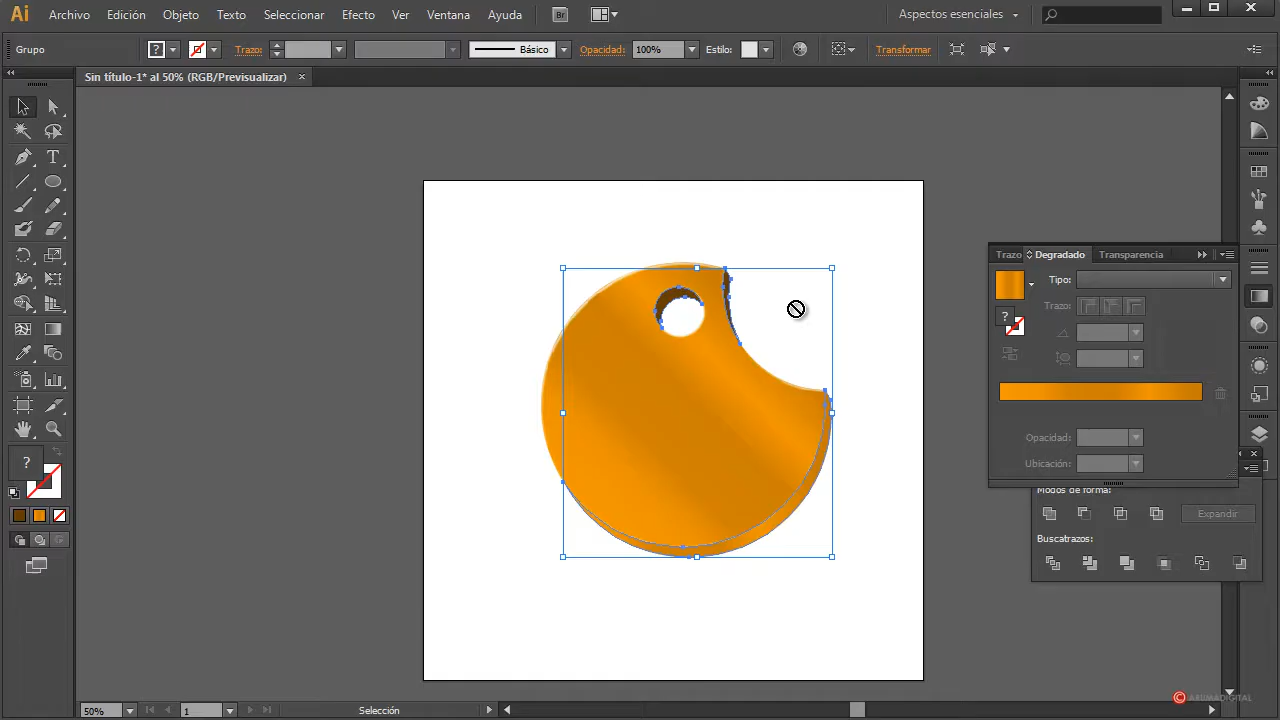 Ai Archivo Edición Objeto Texto Seleccionar Efecto Ver Ventana Ayuda Br Aspectos esenciales
Grupo ? Trazo: Básico Opacidad: 100% Estilo: Transformar
Sin título-1* al 50% (RGB/Previsualizar) ×
Trazo Degradado Transparencia
Tipo:
Trazo:
?
Opacidad:
Ubicación:
?
Modos de forma:
Expandir
Buscatrazos:
50% 1 Selección